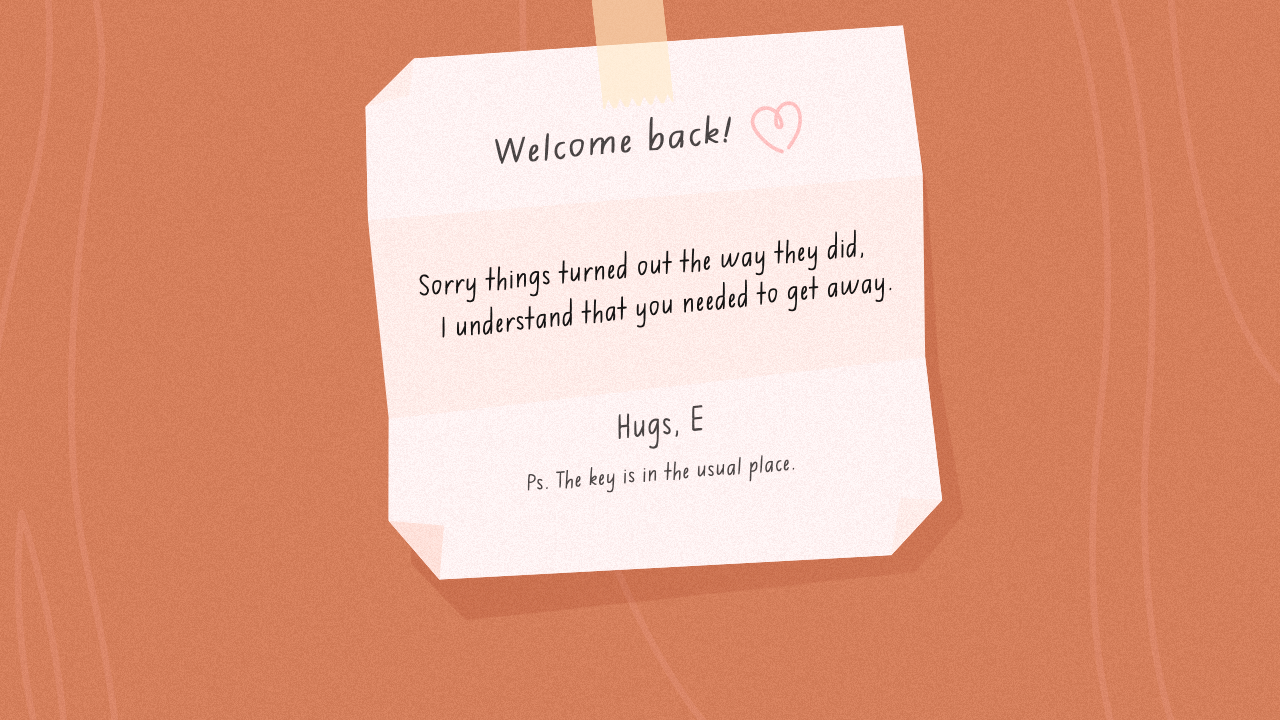 Welcome back!
Sorry things turned out the way they did,
I understand that you needed to get away.
Hugs, E
Ps. The key is in the usual place.